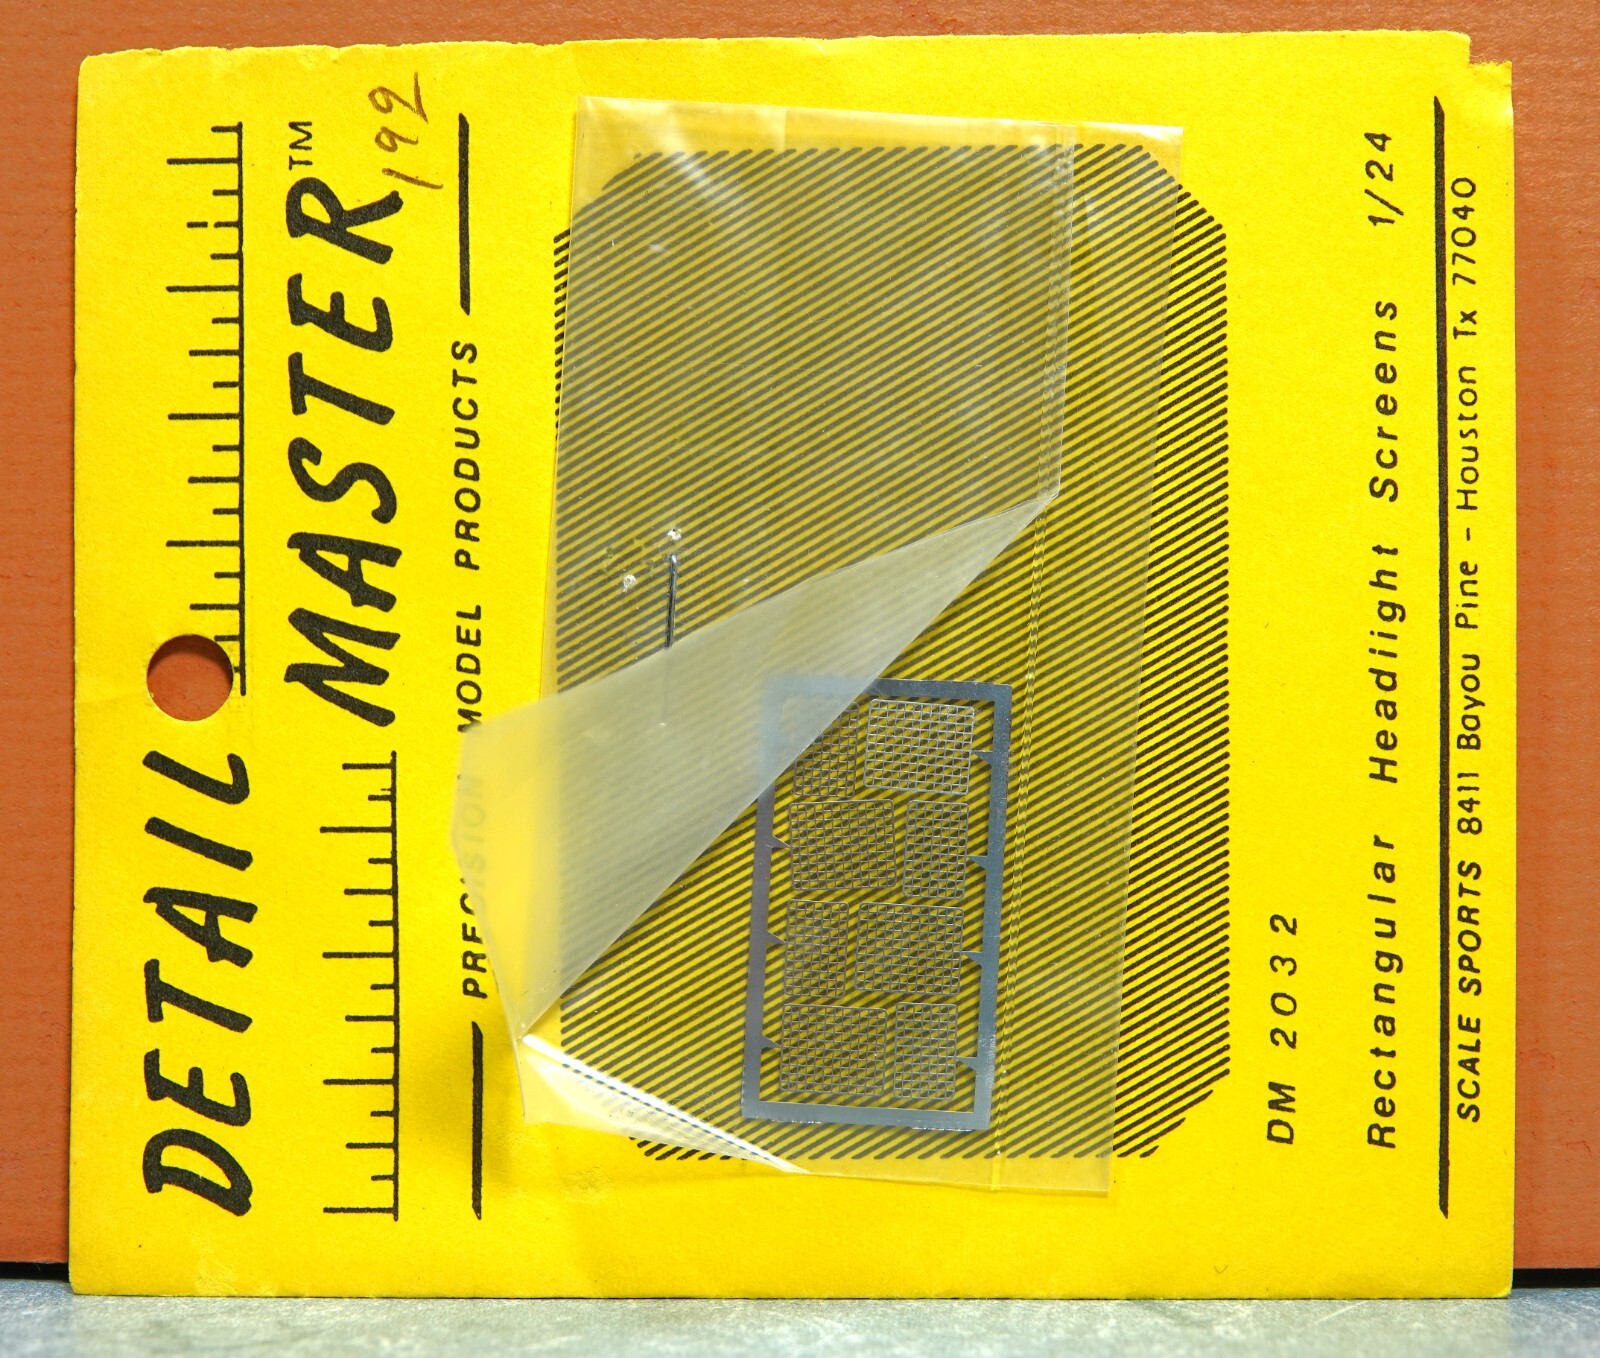 DETAIL
MASTER™
192
PRECISION MODEL PRODUCTS
DM 2032
Rectangular Headlight Screens 1/24
SCALE SPORTS 8411 Bayou Pine - Houston Tx 77040